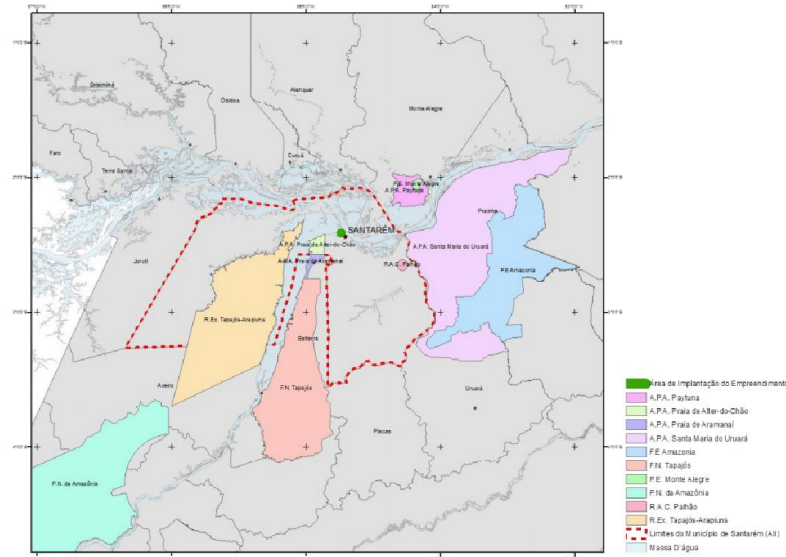 Oriximiná
Óbidos
Alenquer
Monte Alegre
Faro
Terra Santa
Curuá
P.E. Monte Alegre
A.P.A. Paytuna
Prainha
SANTARÉM
A.P.A. Praia de Alter-do-Chão
A.P.A. Santa Maria do Uruará
Juruti
A.P.A. Praia de Aramanaí
R.A.C. Palhão
P.E Amazonia
R.Ex. Tapajós-Arapiuns
Belterra
Aveiro
F.N. Tapajós
Uruará
Placas
P.N. da Amazônia
Área de Implantação do Empreendimento
A.P.A. Paytuna
A.P.A. Praia de Alter-do-Chão
A.P.A. Praia de Aramanaí
A.P.A. Santa Maria do Uruará
F.E Amazonia
F.N. Tapajós
P.E. Monte Alegre
P.N. da Amazônia
R.A.C. Palhão
R.Ex. Tapajós-Arapiuns
Limites do Município de Santarém (AII)
Massa D'água